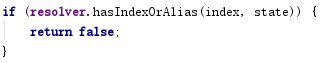 if (resolver.hasIndexOrAlias(index, state)) {
    return false;
}